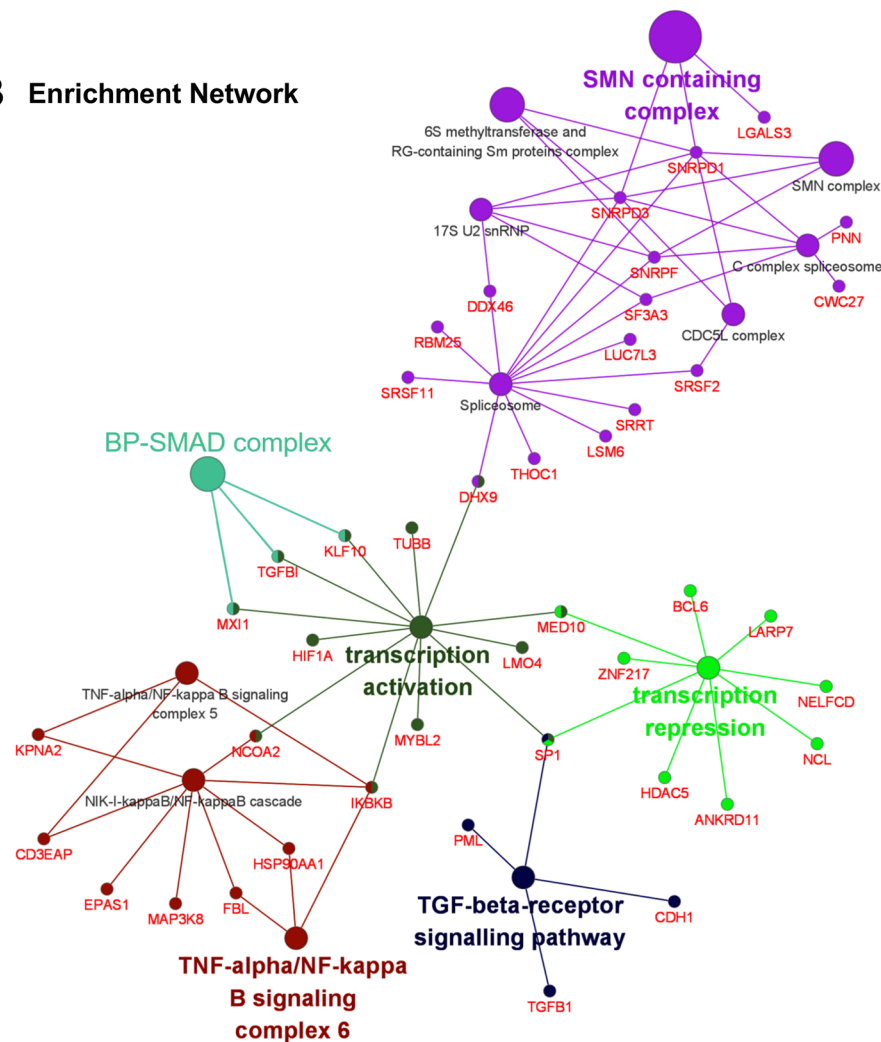 B Enrichment Network
SMN containing
complex
LGALS3
6S methyltransferase and
RG-containing Sm proteins complex
SNRPD1
SMN complex
SNRPD3
17S U2 snRNP
PNN
SNRPF
C complex spliceosome
DDX46
CWC27
SF3A3
CDC5L complex
RBM25
LUC7L3
SRSF11
SRSF2
Spliceosome
SRRT
LSM6
BP-SMAD complex
THOC1
DHX9
TUBB
KLF10
TGFBI
BCL6
MXI1
MED10
LARP7
HIF1A
transcription
activation
LMO4
ZNF217
NELFCD
transcription
repression
TNF-alpha/NF-kappa B signaling
complex 5
KPNA2
NCOA2
MYBL2
SP1
NCL
HDAC5
NIK-I-kappaB/NF-kappaB cascade
IKBKB
ANKRD11
PML
CD3EAP
HSP90AA1
EPAS1
MAP3K8
FBL
TGF-beta-receptor
signalling pathway
CDH1
TNF-alpha/NF-kappa
B signaling
complex 6
TGFB1